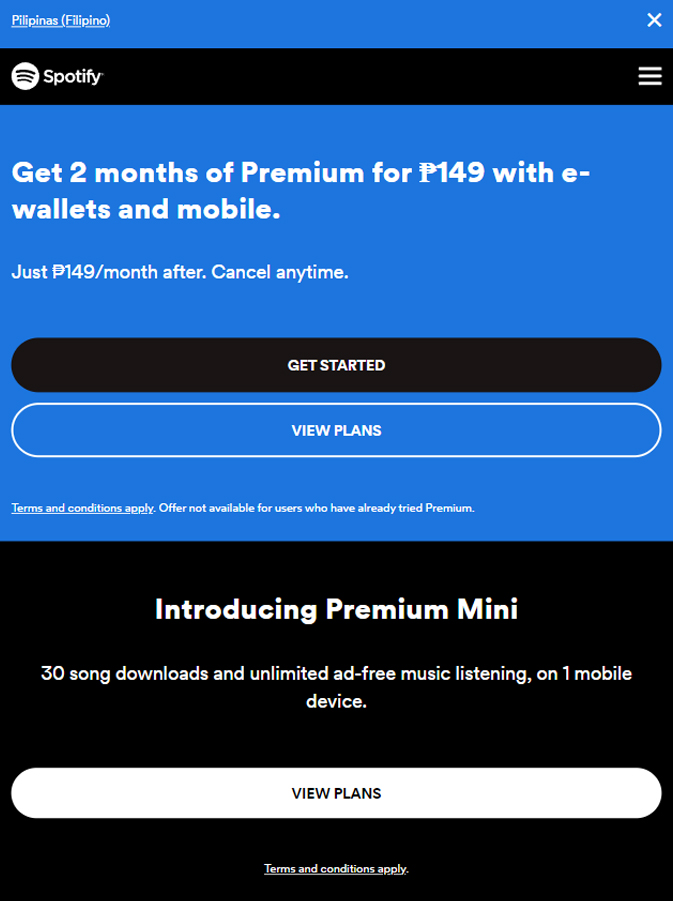 Pilipinas (Filipino)
Spotify
Get 2 months of Premium for ₱149 with e-
wallets and mobile.
Just ₱149/month after. Cancel anytime.
GET STARTED
VIEW PLANS
Terms and conditions apply. Offer not available for users who have already tried Premium.
Introducing Premium Mini
30 song downloads and unlimited ad-free music listening, on 1 mobile
device.
VIEW PLANS
Terms and conditions apply.